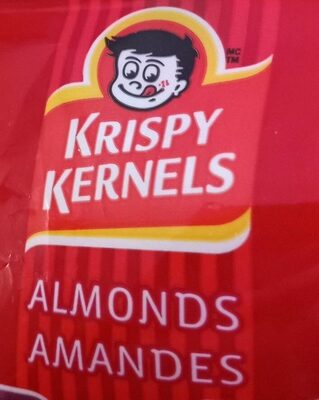 MC
TM
KRISPY
KERNELS
ALMONDS
AMANDES